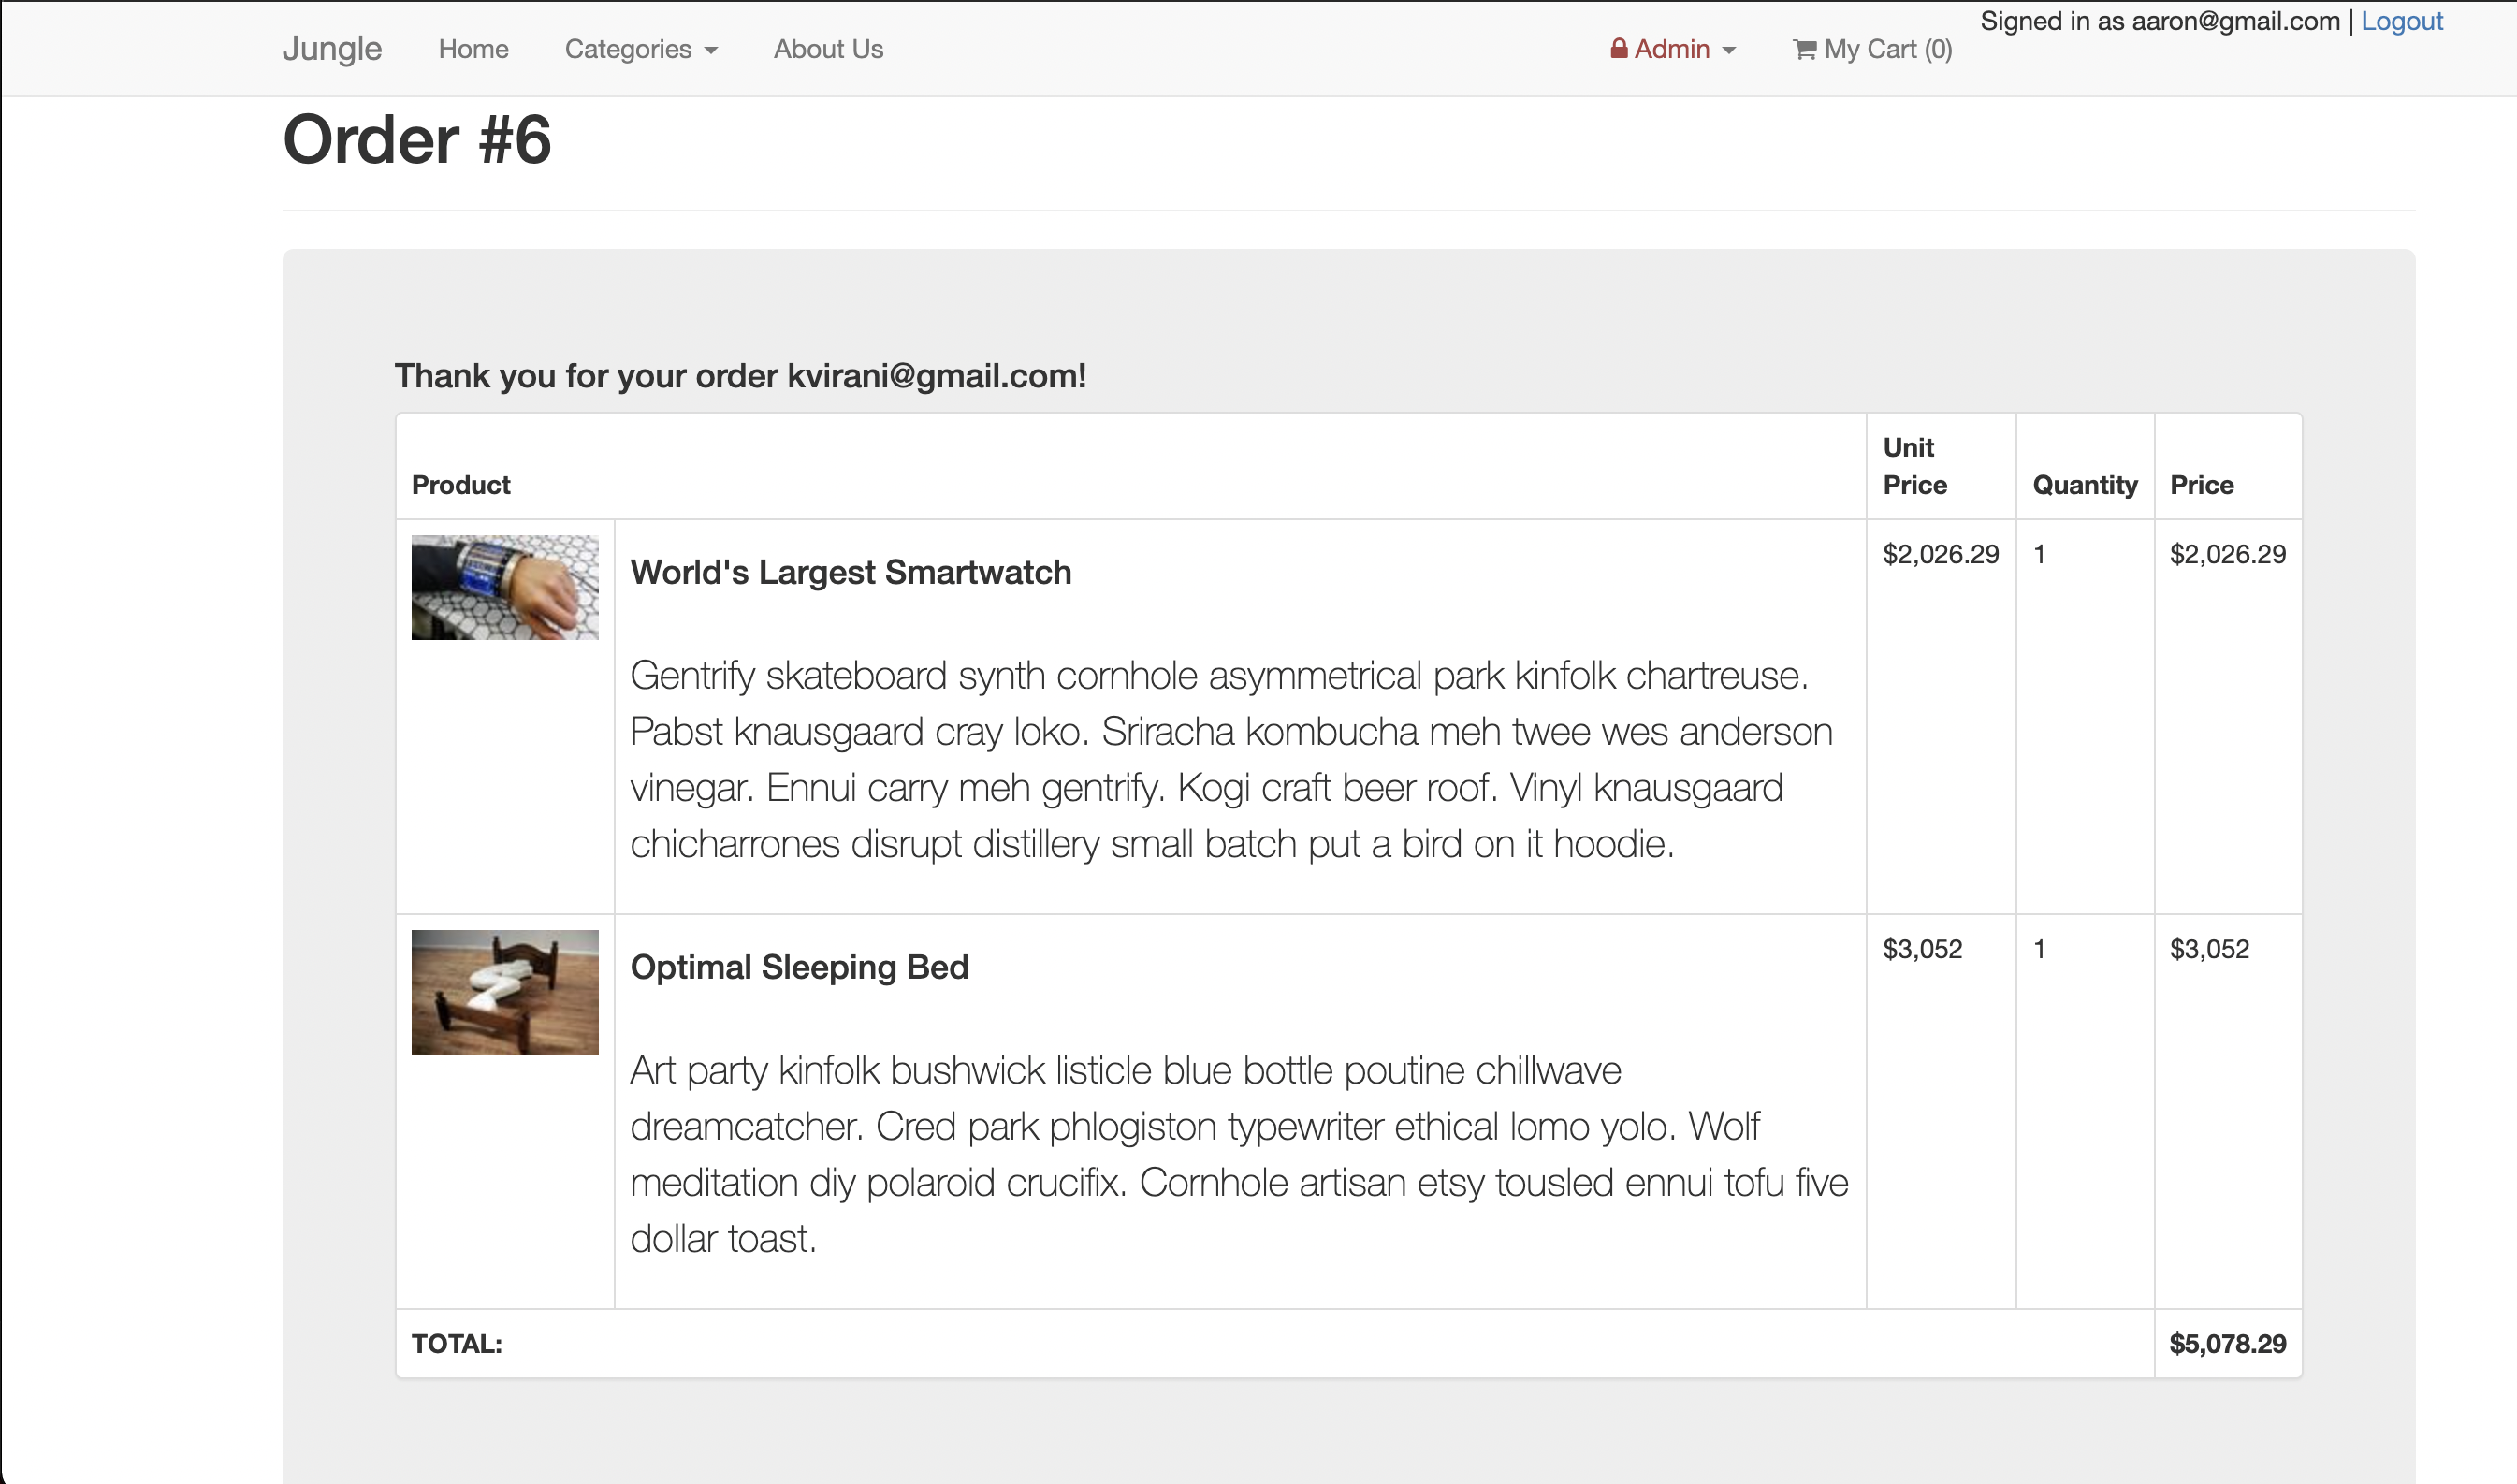 Signed in as aaron@gmail.com | Logout
Jungle Home Categories About Us Admin My Cart (0)
Order #6
Thank you for your order kvirani@gmail.com!
Product Unit Price Quantity Price
World's Largest Smartwatch $2,026.29 1 $2,026.29
Gentrify skateboard synth cornhole asymmetrical park kinfolk chartreuse.
Pabst knausgaard cray loko. Sriracha kombucha meh twee wes anderson
vinegar. Ennui carry meh gentrify. Kogi craft beer roof. Vinyl knausgaard
chicharrones disrupt distillery small batch put a bird on it hoodie.
Optimal Sleeping Bed $3,052 1 $3,052
Art party kinfolk bushwick listicle blue bottle poutine chillwave
dreamcatcher. Cred park phlogiston typewriter ethical lomo yolo. Wolf
meditation diy polaroid crucifix. Cornhole artisan etsy tousled ennui tofu five
dollar toast.
TOTAL: $5,078.29